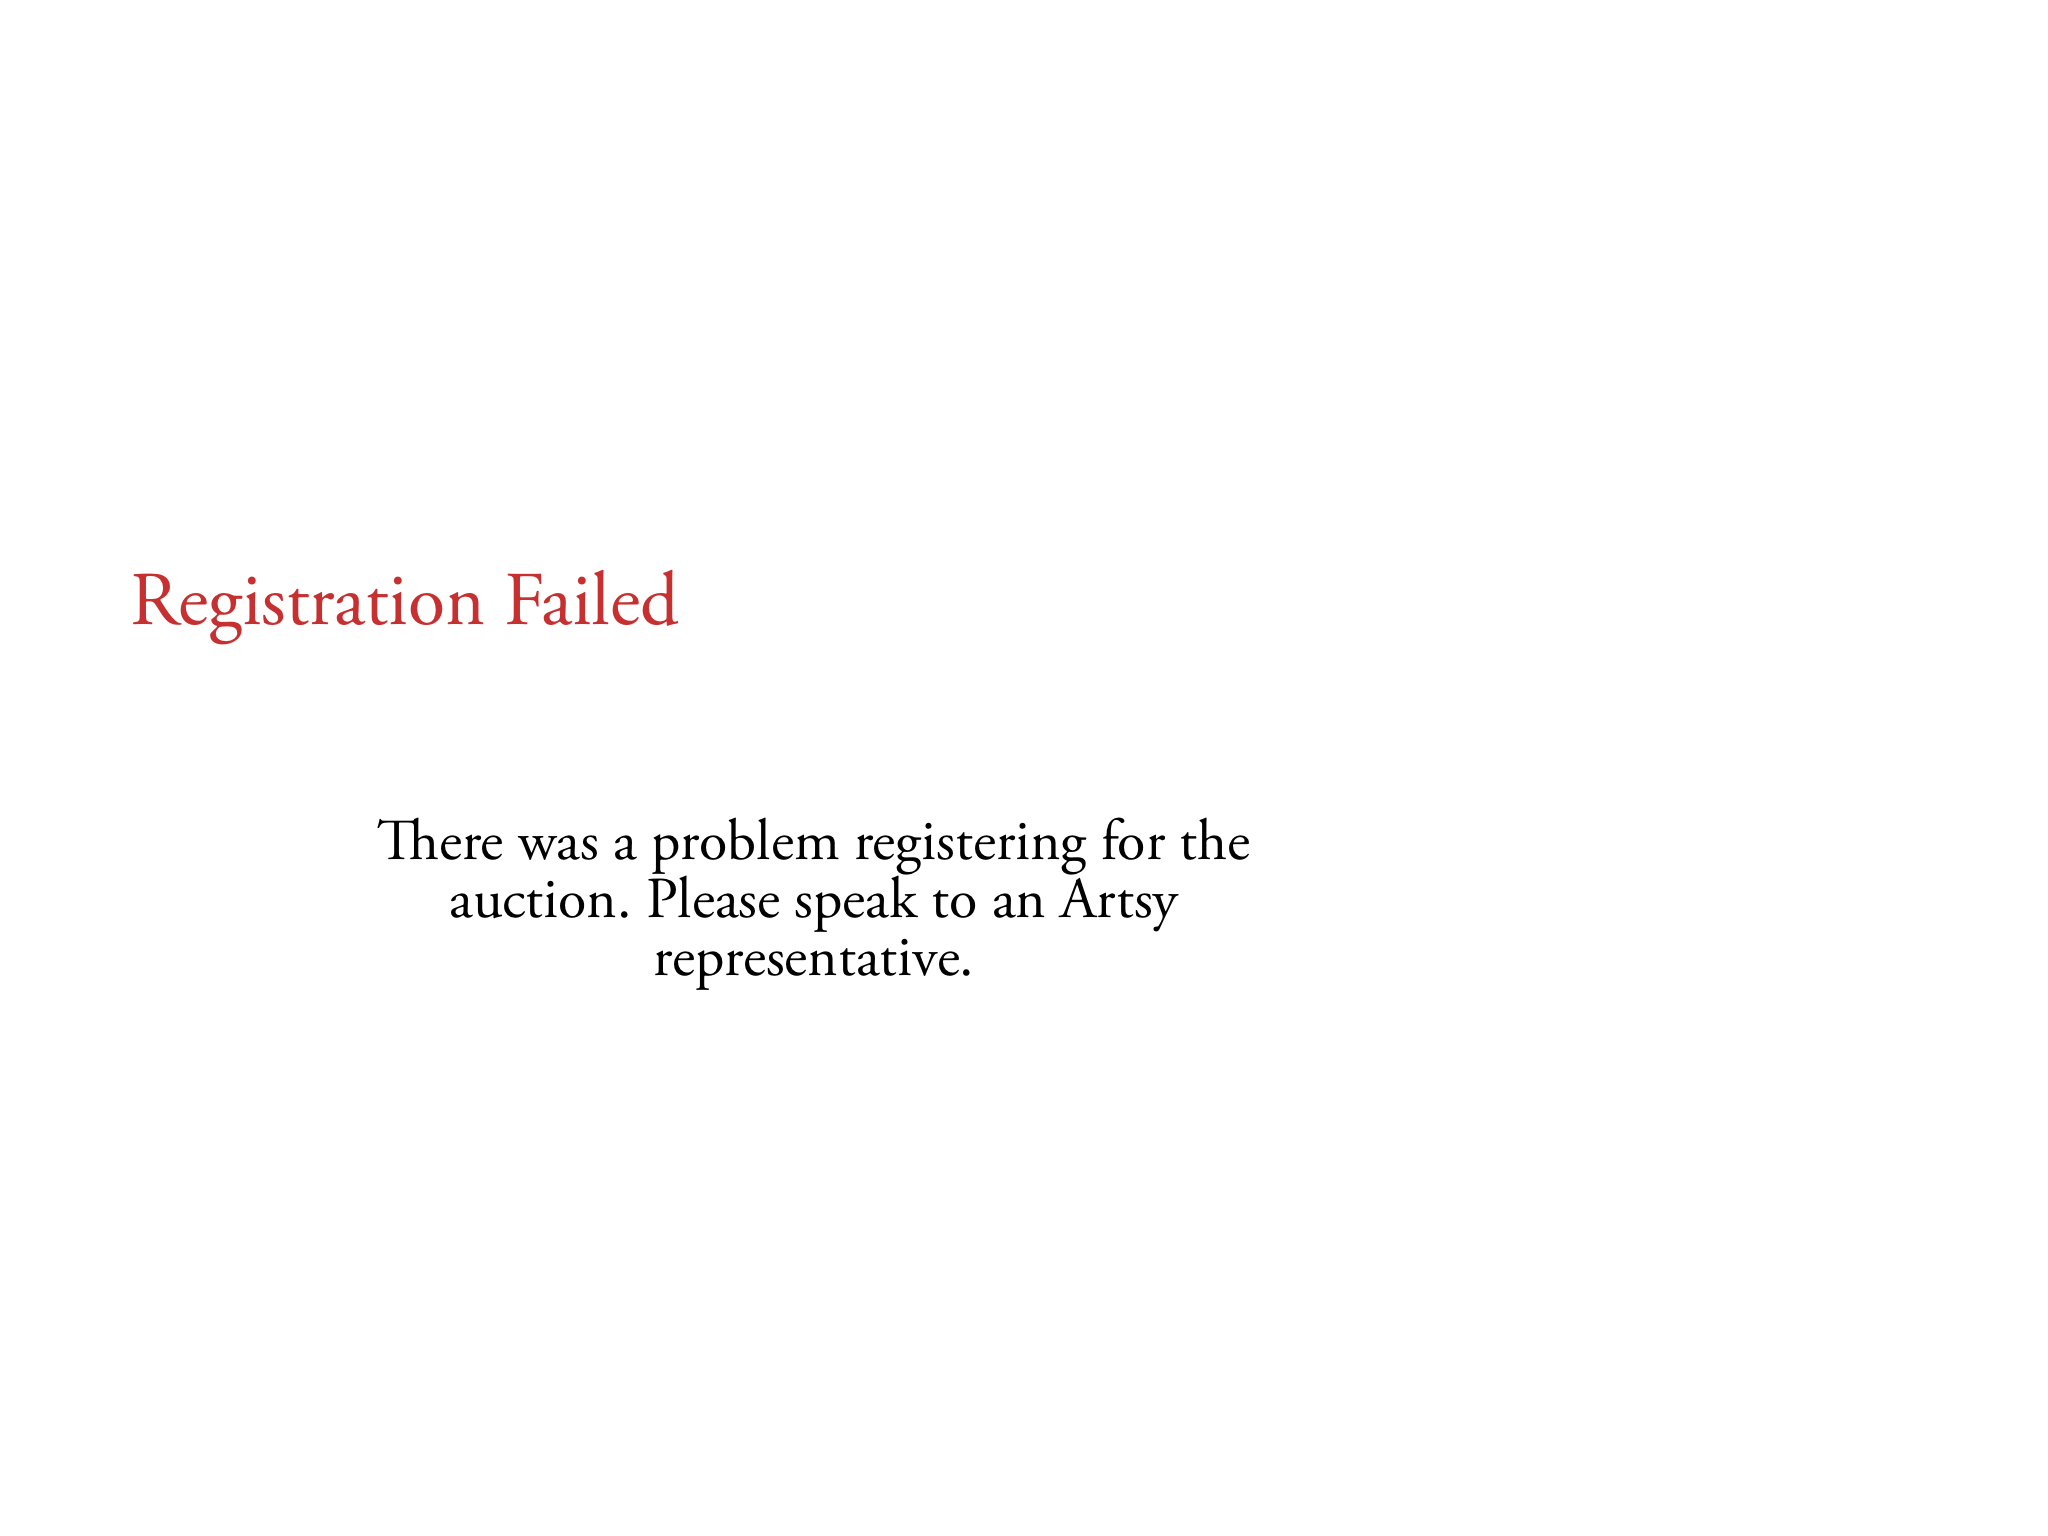 Registration Failed
There was a problem registering for the
auction. Please speak to an Artsy
representative.